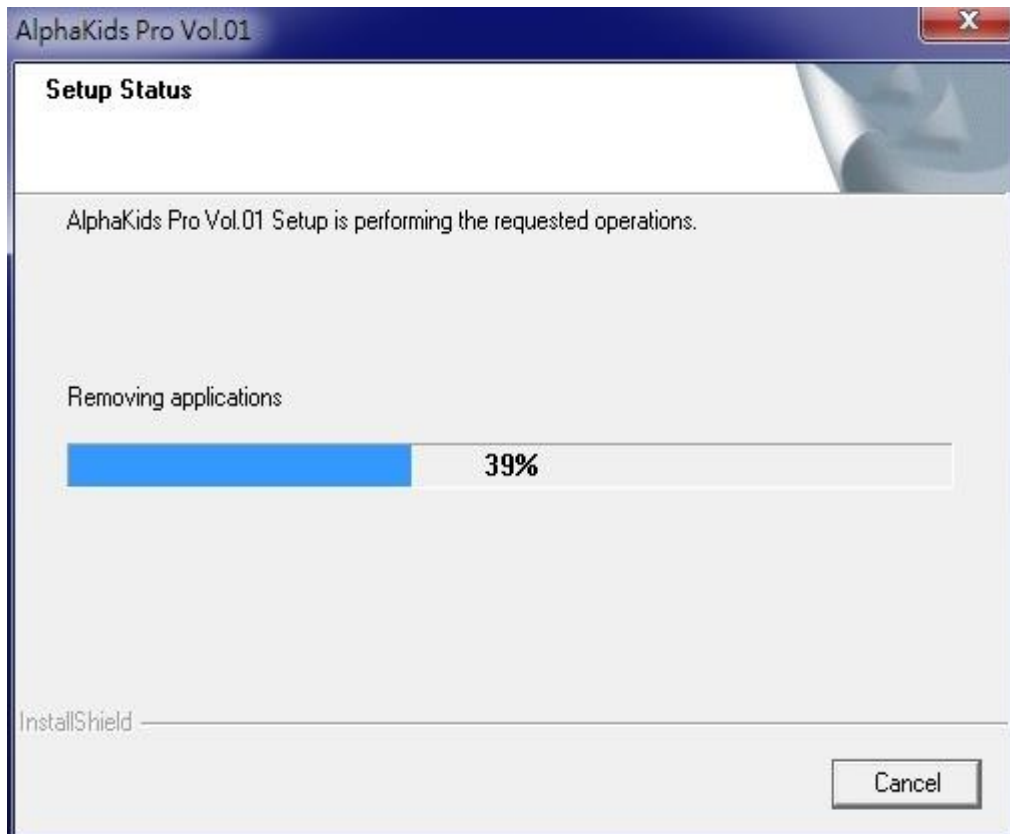 AlphaKids Pro Vol.01
Setup Status
AlphaKids Pro Vol.01 Setup is performing the requested operations.
Removing applications
39%
InstallShield
Cancel